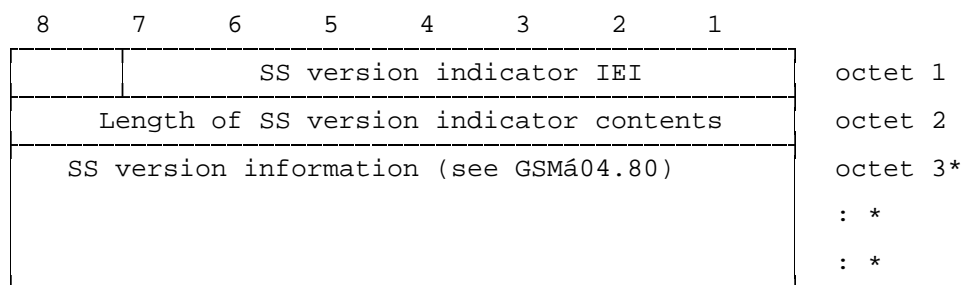 8 7 6 5 4 3 2 1
SS version indicator IEI octet 1
Length of SS version indicator contents octet 2
SS version information (see GSMá04.80) octet 3*
: *
: *